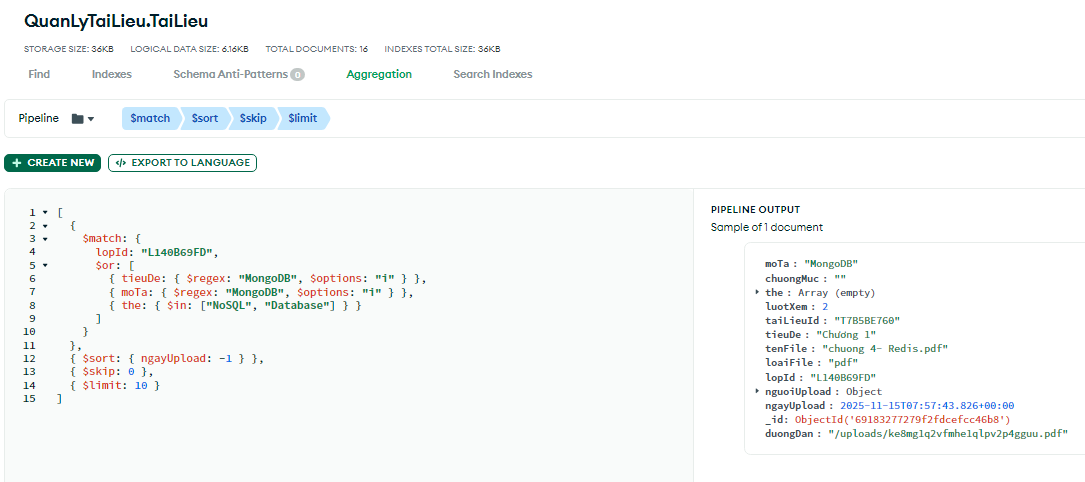 QuanLyTaiLieu.TaiLieu
STORAGE SIZE: 36KB LOGICAL DATA SIZE: 6.16KB TOTAL DOCUMENTS: 16 INDEXES TOTAL SIZE: 36KB
Find Indexes Schema Anti-Patterns 0 Aggregation Search Indexes
Pipeline $match $sort $skip $limit
+ CREATE NEW </> EXPORT TO LANGUAGE
1 [
2 {
3 $match: {
4 lopId: "L140B69FD",
5 $or: [
6 { tieuDe: { $regex: "MongoDB", $options: "i" } },
7 { moTa: { $regex: "MongoDB", $options: "i" } },
8 { the: { $in: ["NoSQL", "Database"] } }
9 ]
10 }
11 },
12 { $sort: { ngayUpload: -1 } },
13 { $skip: 0 },
14 { $limit: 10 }
15 ]
PIPELINE OUTPUT
Sample of 1 document
moTa : "MongoDB"
chuongMuc : ""
the : Array (empty)
luotXem : 2
taiLieuId : "T7B5BE760"
tieuDe : "Chương 1"
tenFile : "chuong 4- Redis.pdf"
loaiFile : "pdf"
lopId : "L140B69FD"
nguoiUpload : Object
ngayUpload : 2025-11-15T07:57:43.826+00:00
_id: ObjectId('69183277279f2fdcefcc46b8')
duongDan : "/uploads/ke8mg1q2vfmhe1qlpv2p4gguu.pdf"